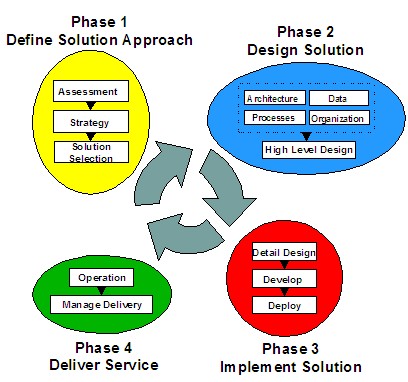 Phase 1
Define Solution Approach
Assessment
Strategy
Solution
Selection
Phase 2
Design Solution
Architecture
Data
Processes
Organization
High Level Design
Detail Design
Develop
Deploy
Phase 3
Implement Solution
Operation
Manage Delivery
Phase 4
Deliver Service